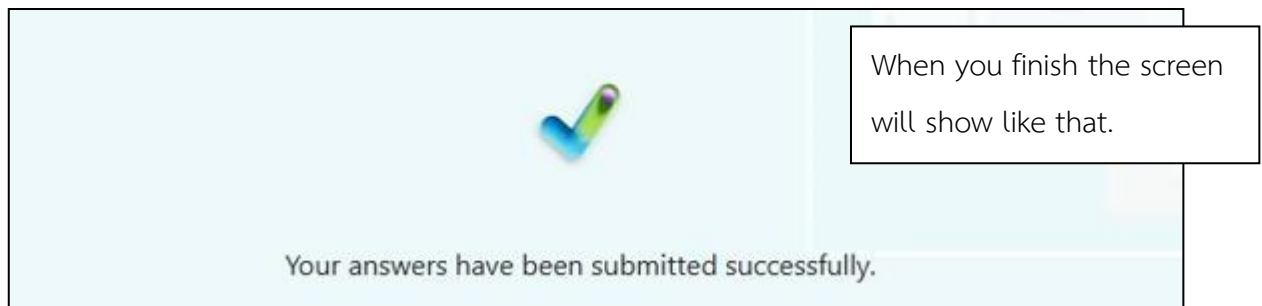 When you finish the screen
will show like that.
Your answers have been submitted successfully.